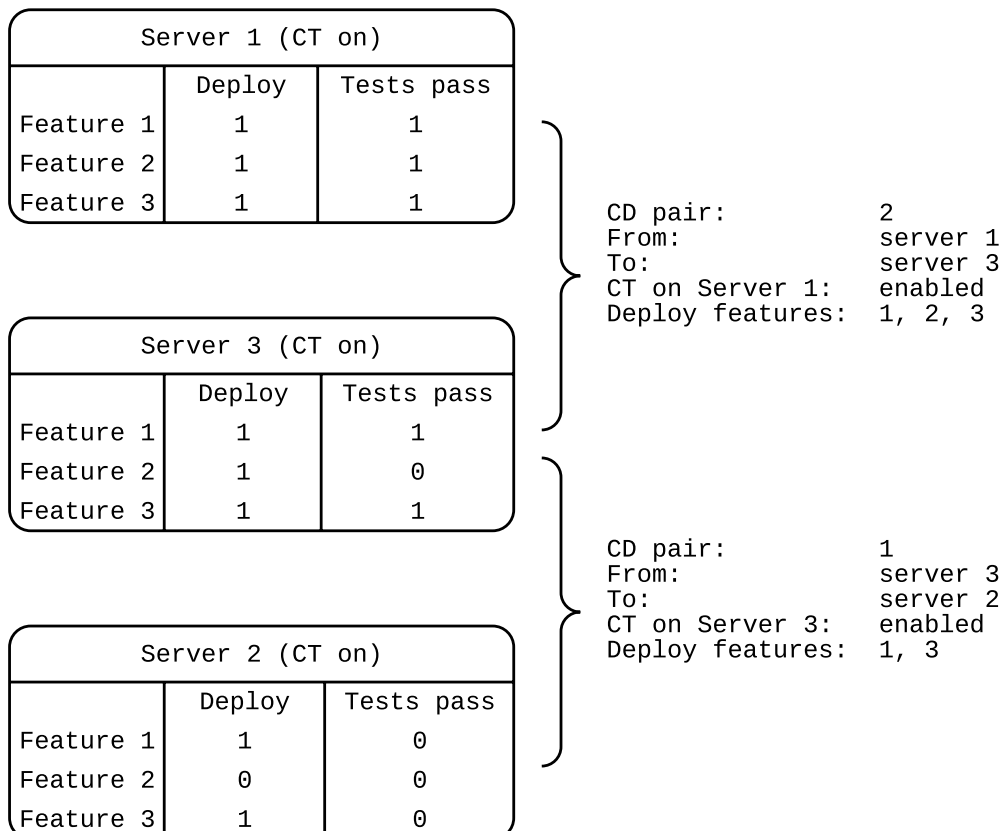 Server 1 (CT on)
Deploy Tests pass
Feature 1 1 1
Feature 2 1 1
Feature 3 1 1
CD pair: 2
From: server 1
To: server 3
CT on Server 1: enabled
Deploy features: 1, 2, 3
Server 3 (CT on)
Deploy Tests pass
Feature 1 1 1
Feature 2 1 0
Feature 3 1 1
CD pair: 1
From: server 3
To: server 2
CT on Server 3: enabled
Deploy features: 1, 3
Server 2 (CT on)
Deploy Tests pass
Feature 1 1 0
Feature 2 0 0
Feature 3 1 0